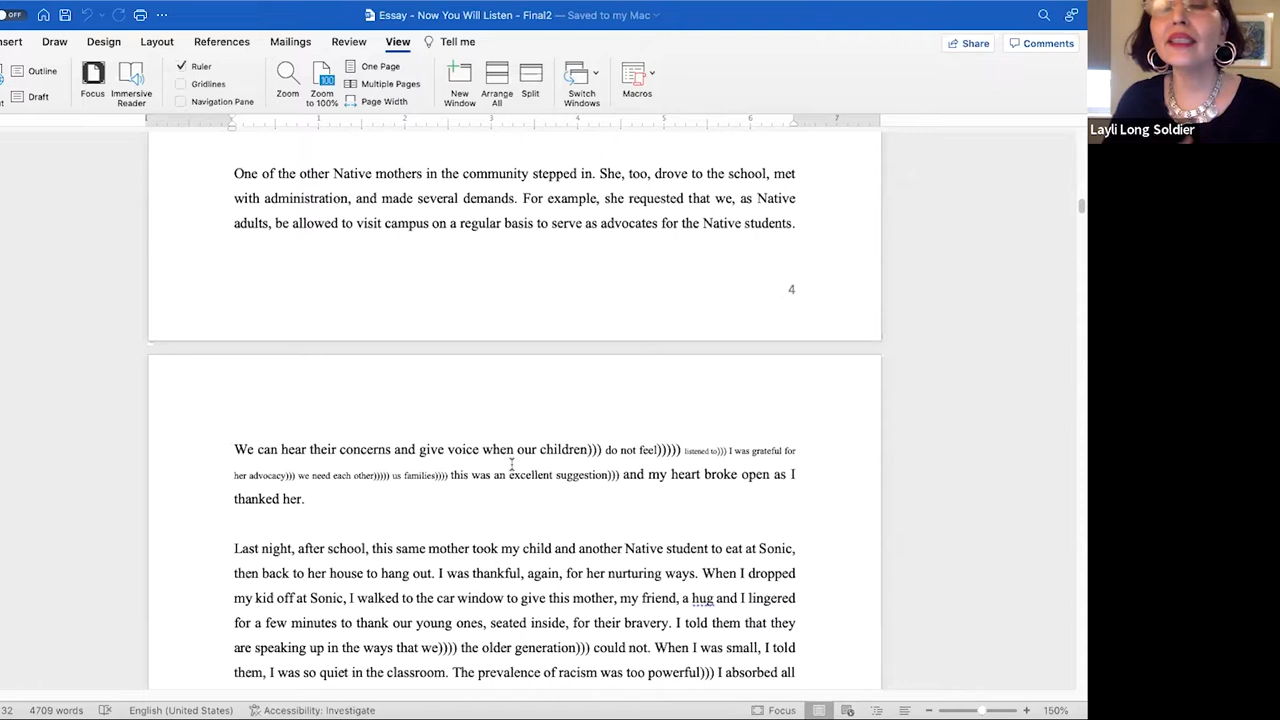 OFF
Essay - Now You Will Listen - Final2 — Saved to my Mac
nsert Draw Design Layout References Mailings Review View Tell me Share Comments
Outline
Draft
Focus
Immersive
Reader
Ruler
Gridlines
Navigation Pane
Zoom
Zoom
to 100%
100
One Page
Multiple Pages
Page Width
New
Window
Arrange
All
Split
Switch
Windows
Macros
Layli Long Soldier
1 2 3 4 5 6 7
One of the other Native mothers in the community stepped in. She, too, drove to the school, met
with administration, and made several demands. For example, she requested that we, as Native
adults, be allowed to visit campus on a regular basis to serve as advocates for the Native students.
4
We can hear their concerns and give voice when our children))) do not feel))))) listened to))) I was grateful for
her advocacy))) we need each other))))) us families)))) this was an excellent suggestion))) and my heart broke open as I
thanked her.
Last night, after school, this same mother took my child and another Native student to eat at Sonic,
then back to her house to hang out. I was thankful, again, for her nurturing ways. When I dropped
my kid off at Sonic, I walked to the car window to give this mother, my friend, a hug and I lingered
for a few minutes to thank our young ones, seated inside, for their bravery. I told them that they
are speaking up in the ways that we)))) the older generation))) could not. When I was small, I told
them, I was so quiet in the classroom. The prevalence of racism was too powerful))) I absorbed all
32 4709 words English (United States) Accessibility: Investigate Focus 150%